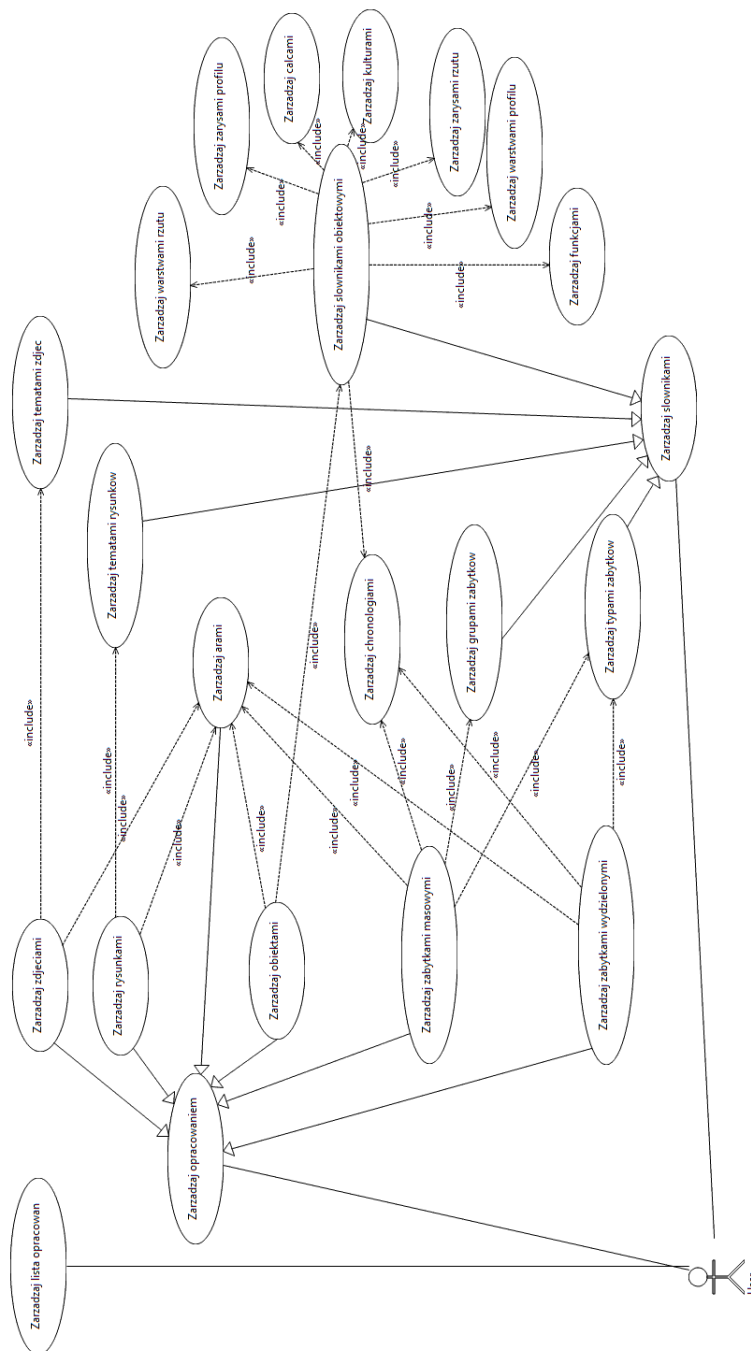 Zarzadzaj lista opracowan
Zarzadzaj zdjeciami
«include»
Zarzadzaj tematami zdjec
Zarzadzaj rysunkami
«include»
«include»
Zarzadzaj tematami rysunkow
Zarzadzaj warstwami rzutu
Zarzadzaj opracowaniem
«include»
Zarzadzaj arami
«include»
Zarzadzaj zarysami profilu
Zarzadzaj obiektami
«include»
«include»
«include»
Zarzadzaj calcami
«include»
«include»
Zarzadzaj slownikami obiektowymi
«include»
«include»
Zarzadzaj kulturami
«include»
Zarzadzaj chronologiami
«include»
«include»
Zarzadzaj zabytkami masowymi
«include»
Zarzadzaj zarysami rzutu
«include»
Zarzadzaj grupami zabytkow
«include»
«include»
Zarzadzaj warstwami profilu
«include»
Zarzadzaj funkcjami
Zarzadzaj zabytkami wydzielonymi
«include»
Zarzadzaj typami zabytkow
Zarzadzaj slownikami
User